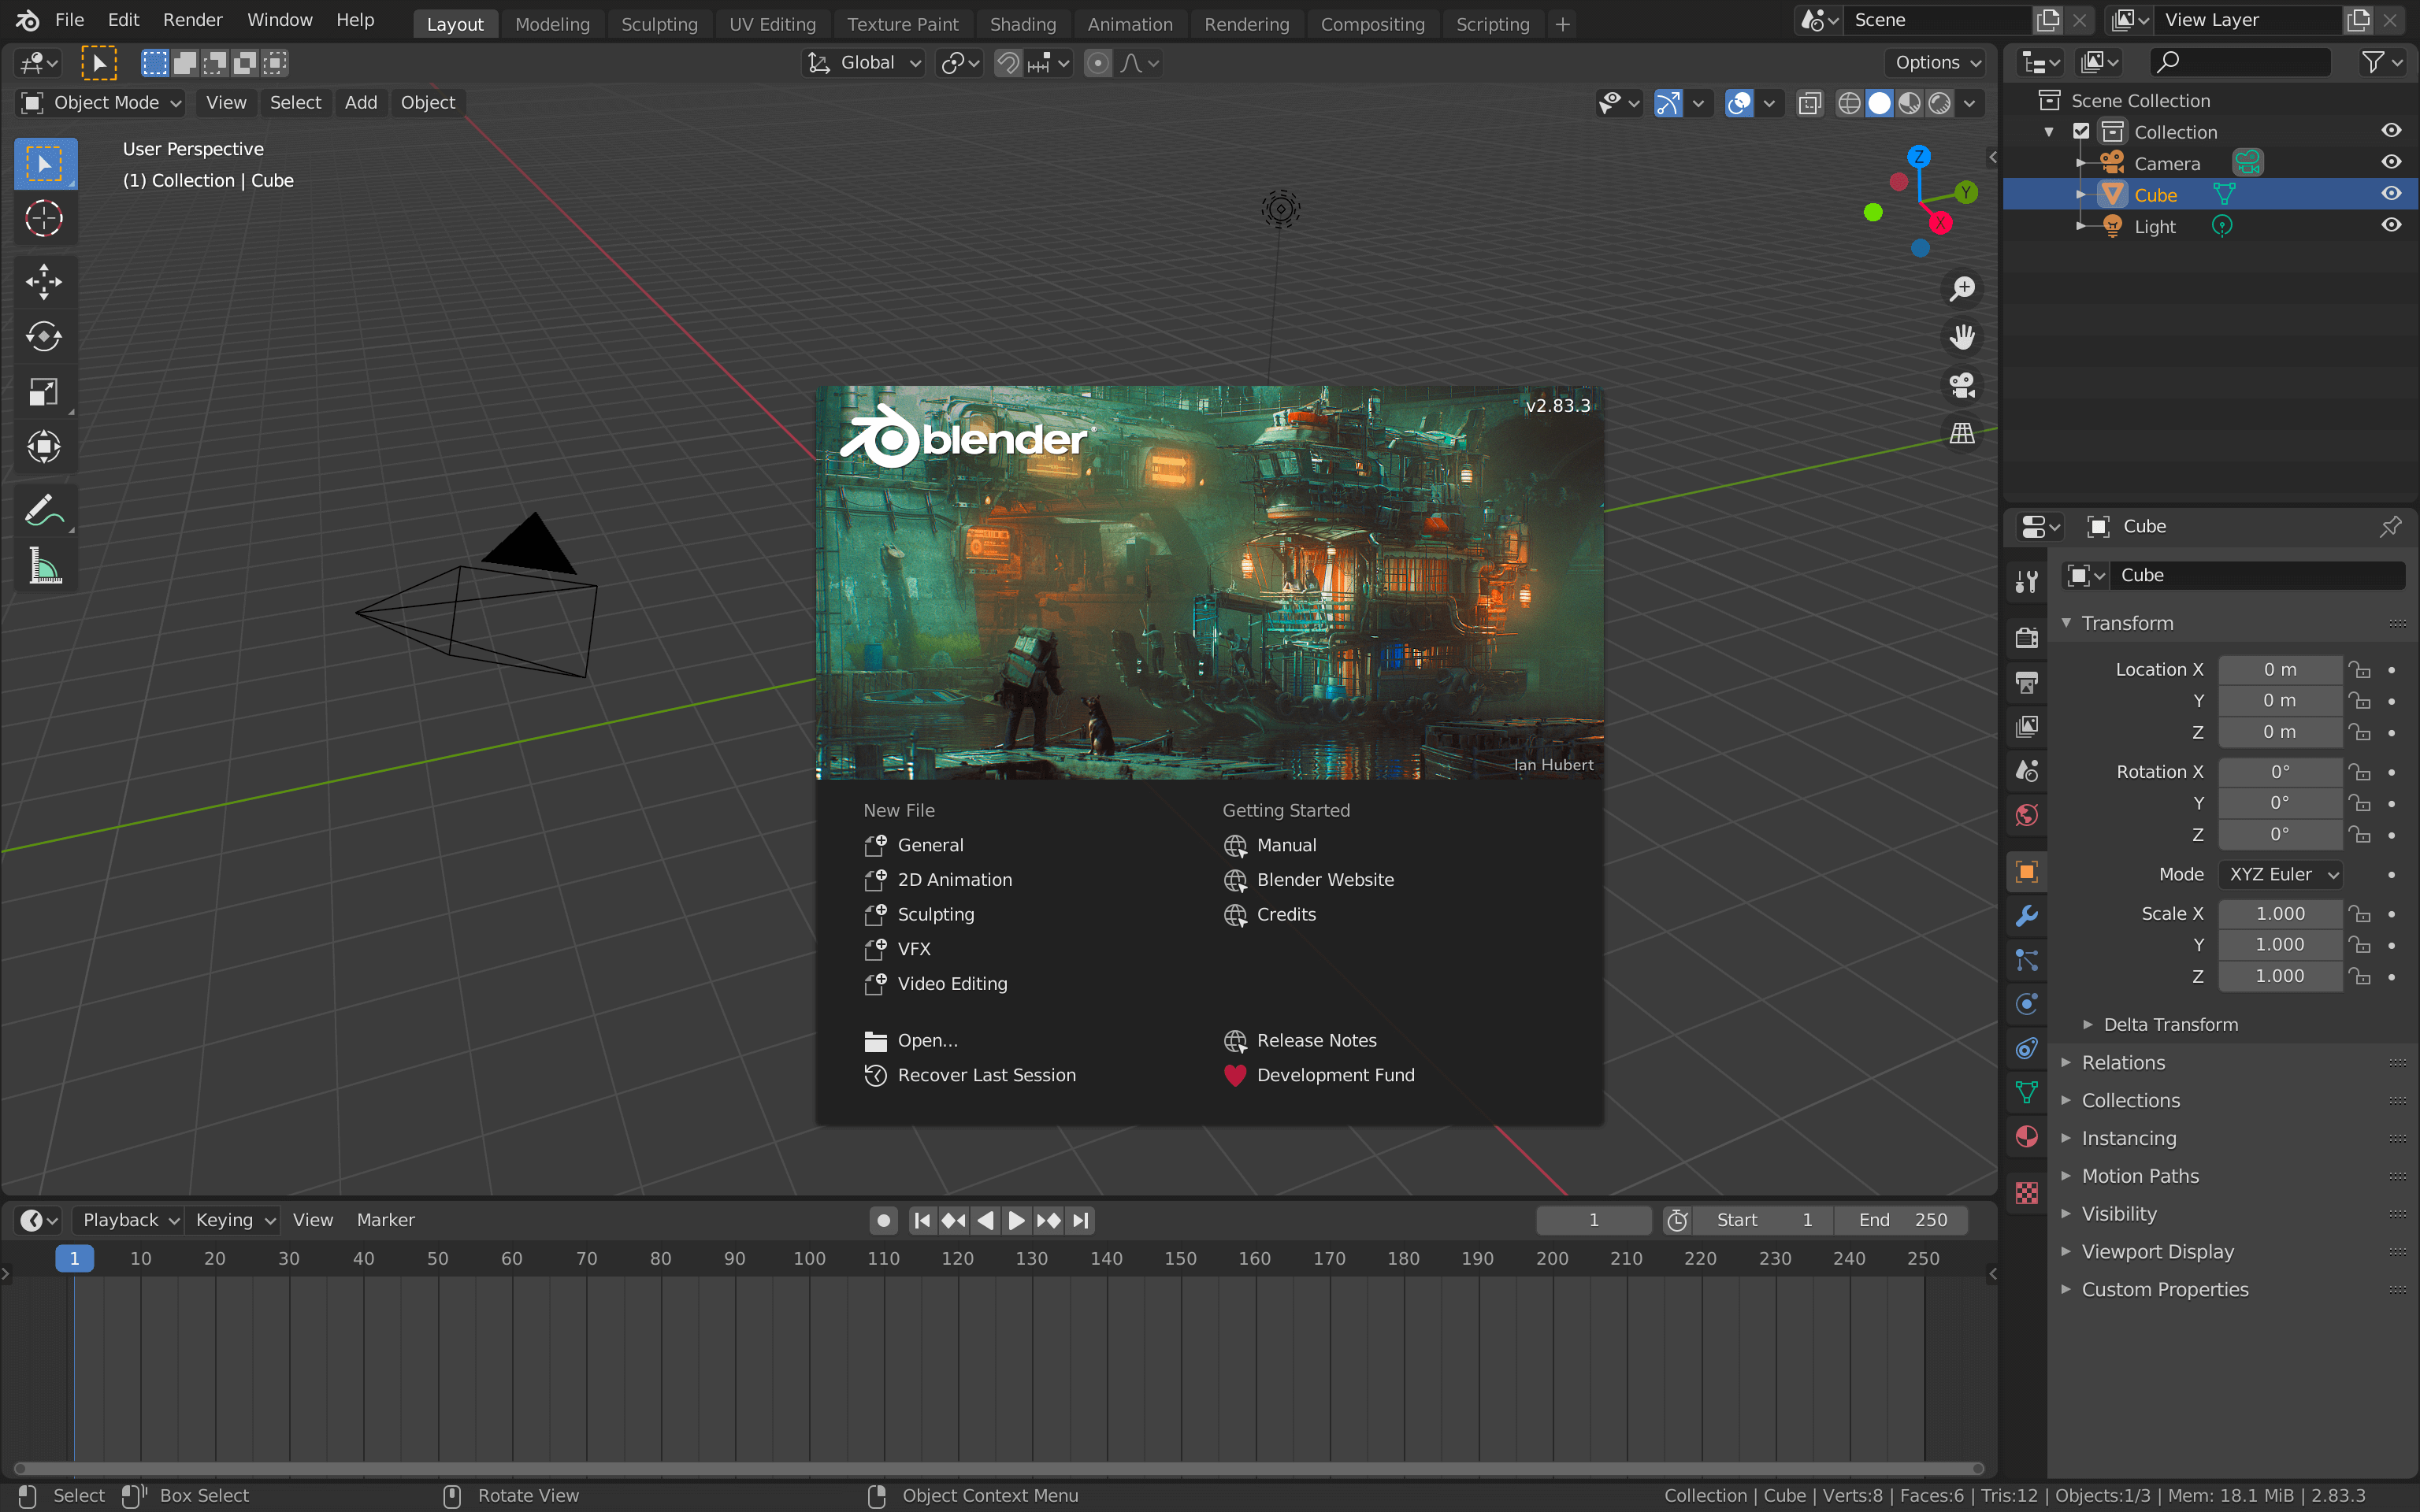 File Edit Render Window Help Layout Modeling Sculpting UV Editing Texture Paint Shading Animation Rendering Compositing Scripting + Scene View Layer
Global Options
Object Mode View Select Add Object
User Perspective
(1) Collection | Cube
Z
Y
X
Scene Collection
Collection
Camera
Cube
Light
blender
v2.83.3
Ian Hubert
New File
General
2D Animation
Sculpting
VFX
Video Editing
Open...
Recover Last Session
Getting Started
Manual
Blender Website
Credits
Release Notes
Development Fund
Cube
Cube
Transform
Location X 0 m
Y 0 m
Z 0 m
Rotation X 0°
Y 0°
Z 0°
Mode XYZ Euler
Scale X 1.000
Y 1.000
Z 1.000
Delta Transform
Relations
Collections
Instancing
Motion Paths
Visibility
Viewport Display
Custom Properties
Playback Keying View Marker 1 Start 1 End 250
1 10 20 30 40 50 60 70 80 90 100 110 120 130 140 150 160 170 180 190 200 210 220 230 240 250
Select Box Select Rotate View Object Context Menu Collection | Cube | Verts:8 | Faces:6 | Tris:12 | Objects:1/3 | Mem: 18.1 MiB | 2.83.3